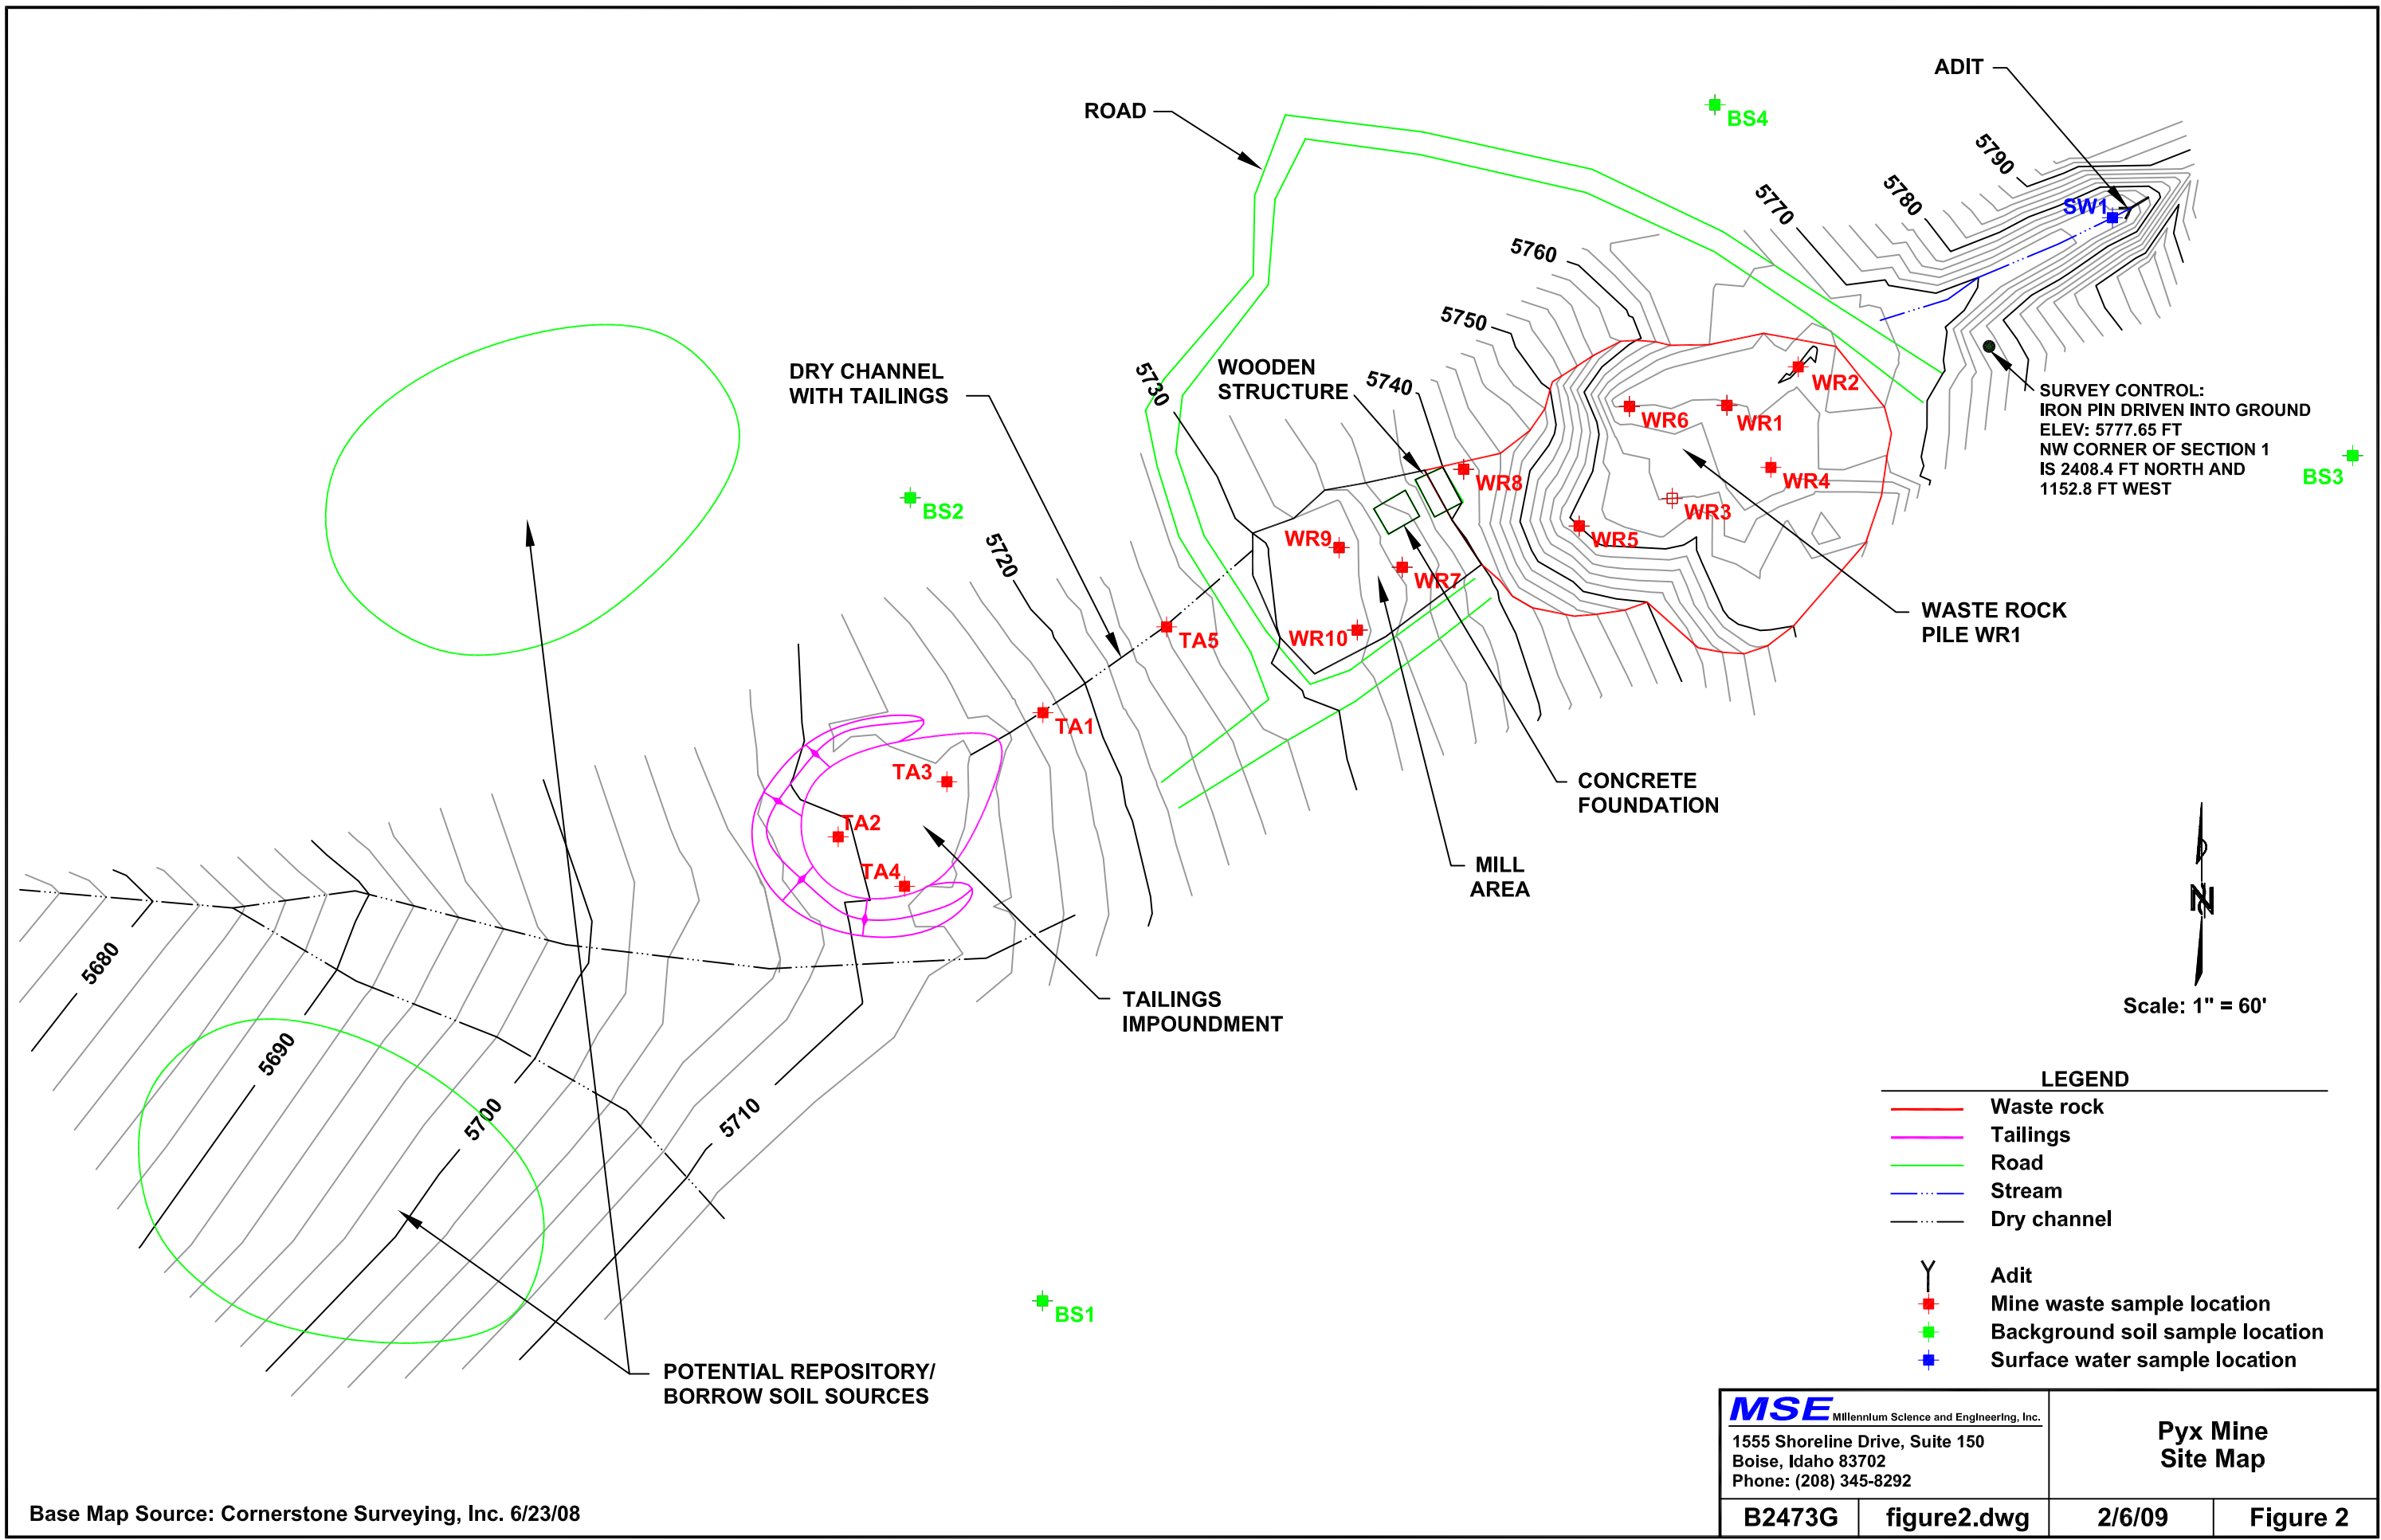 ADIT
ROAD
BS4
5790
5780
5770
SW1
5760
5750
DRY CHANNEL
WITH TAILINGS
5730
WOODEN
STRUCTURE
5740
WR2
WR6
WR1
SURVEY CONTROL:
IRON PIN DRIVEN INTO GROUND
ELEV: 5777.65 FT
NW CORNER OF SECTION 1
IS 2408.4 FT NORTH AND
1152.8 FT WEST
BS3
WR8
WR4
BS2
WR3
WR9
WR5
5720
WR7
WASTE ROCK
PILE WR1
TA5
WR10
TA1
TA3
CONCRETE
FOUNDATION
TA2
TA4
MILL
AREA
N
5680
TAILINGS
IMPOUNDMENT
Scale: 1" = 60'
5690
5700
5710
LEGEND
Waste rock
Tailings
Road
Stream
Dry channel
Adit
Mine waste sample location
Background soil sample location
Surface water sample location
BS1
POTENTIAL REPOSITORY/
BORROW SOIL SOURCES
MSE Millennium Science and Engineering, Inc.
1555 Shoreline Drive, Suite 150
Boise, Idaho 83702
Phone: (208) 345-8292
Pyx Mine
Site Map
B2473G figure2.dwg 2/6/09 Figure 2
Base Map Source: Cornerstone Surveying, Inc. 6/23/08